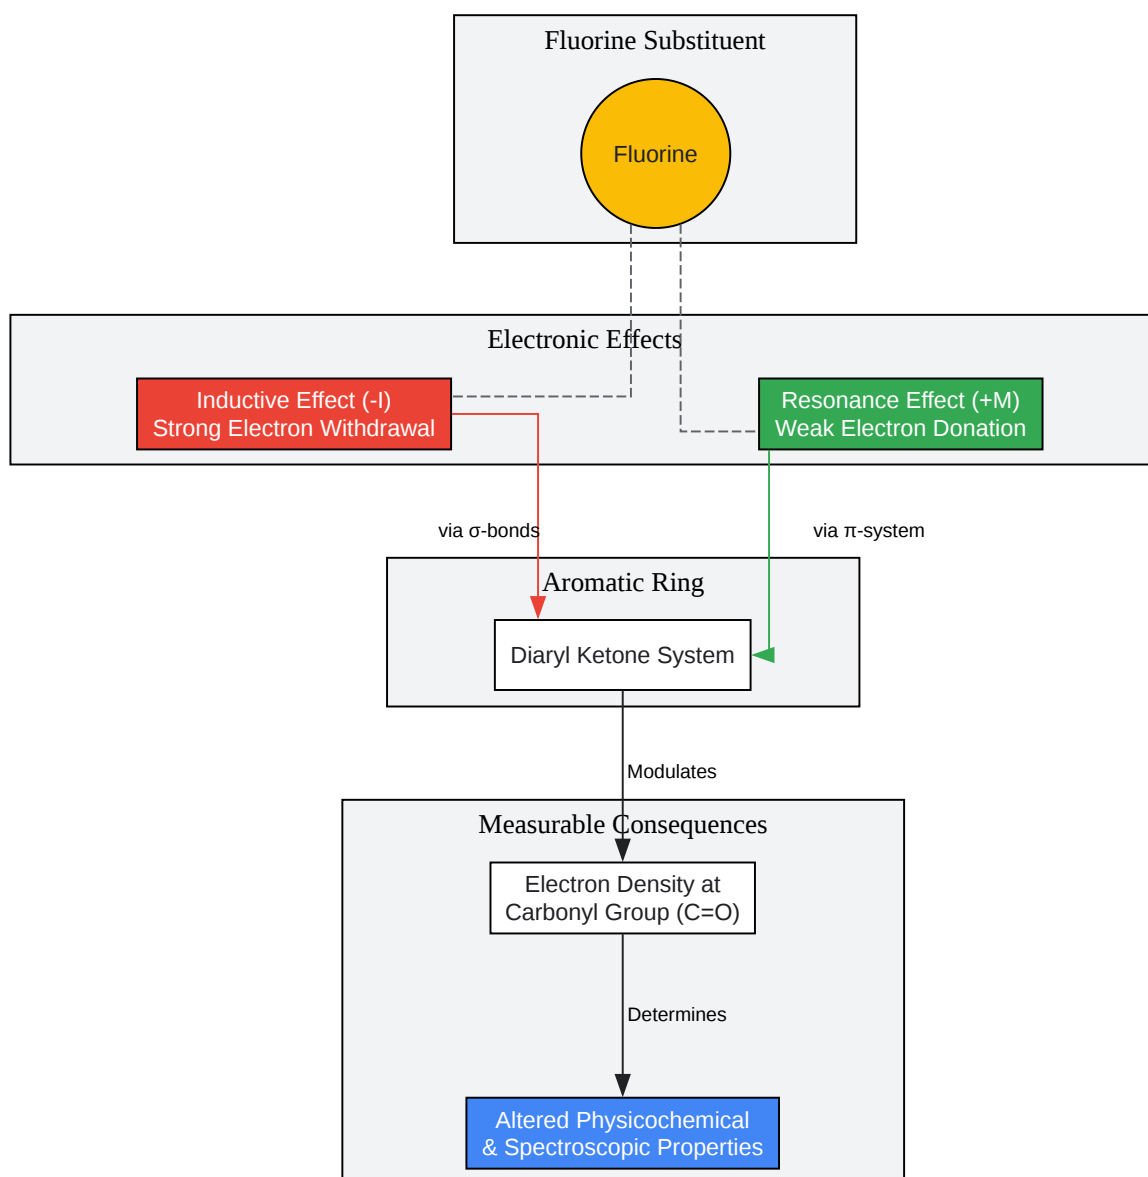 Fluorine Substituent
Fluorine
Electronic Effects
Inductive Effect (-I)
Strong Electron Withdrawal
Resonance Effect (+M)
Weak Electron Donation
via σ-bonds
via π-system
Aromatic Ring
Diaryl Ketone System
Modulates
Measurable Consequences
Electron Density at
Carbonyl Group (C=O)
Determines
Altered Physicochemical
& Spectroscopic Properties